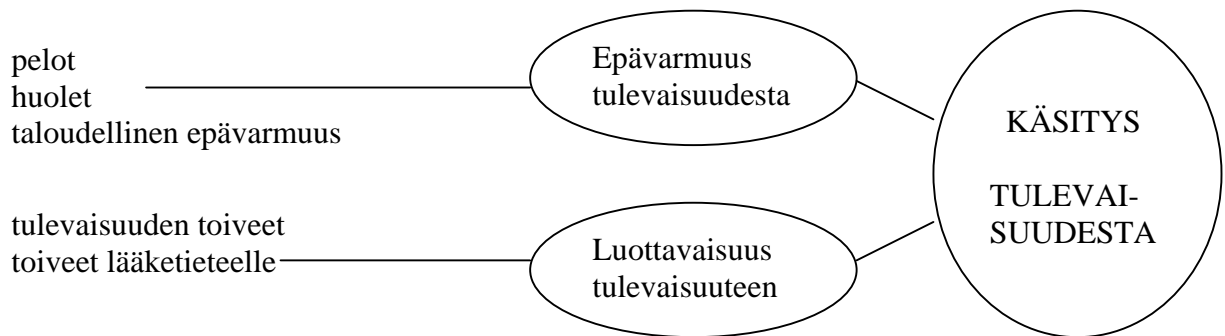 pelot
huolet
taloudellinen epävarmuus
Epävarmuus
tulevaisuudesta
tulevaisuuden toiveet
toiveet lääketieteelle
Luottavaisuus
tulevaisuuteen
KÄSITYS
TULEVAI-
SUUDESTA